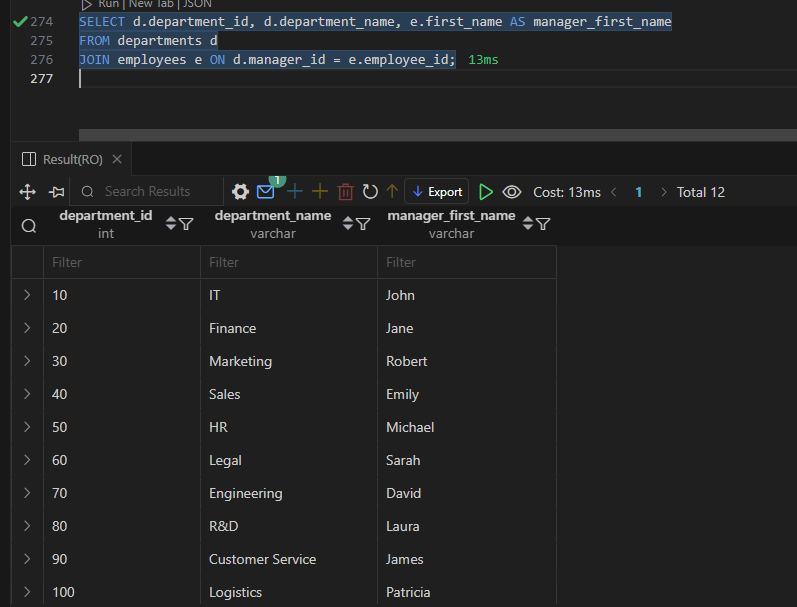 Run | New Tab | JSON
274 SELECT d.department_id, d.department_name, e.first_name AS manager_first_name
275 FROM departments d
276 JOIN employees e ON d.manager_id = e.employee_id; 13ms
277
Result(RO)
Search Results 1 Export Cost: 13ms 1 Total 12
department_id department_name manager_first_name
int varchar varchar
Filter Filter Filter
10 IT John
20 Finance Jane
30 Marketing Robert
40 Sales Emily
50 HR Michael
60 Legal Sarah
70 Engineering David
80 R&D Laura
90 Customer Service James
100 Logistics Patricia